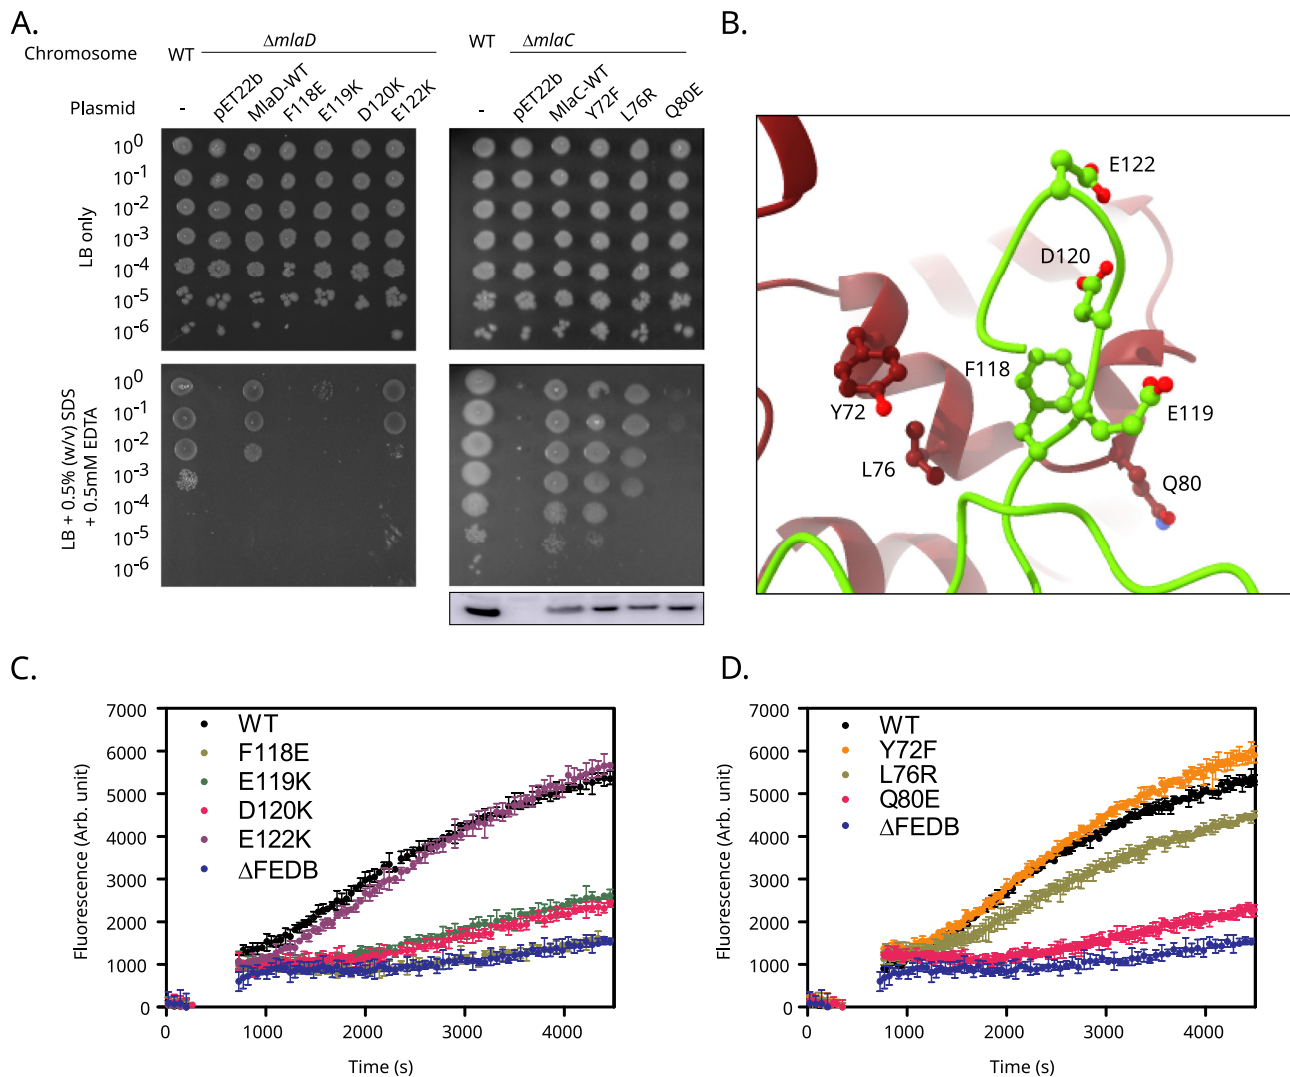 A.
Chromosome WT ΔmlaD WT ΔmlaC
Plasmid - pET22b MlaD-WT F118E E119K D120K E122K - pET22b MlaC-WT Y72F L76R Q80E
LB only
10^0
10^-1
10^-2
10^-3
10^-4
10^-5
10^-6
LB + 0.5% (w/v) SDS
+ 0.5mM EDTA
10^0
10^-1
10^-2
10^-3
10^-4
10^-5
10^-6
B.
E122
D120
F118
Y72
E119
L76
Q80
C.
7000
6000
5000
4000
3000
2000
1000
0
Fluorescence (Arb. unit)
WT
F118E
E119K
D120K
E122K
ΔFEDB
0 1000 2000 3000 4000
Time (s)
D.
7000
6000
5000
4000
3000
2000
1000
0
Fluorescence (Arb. unit)
WT
Y72F
L76R
Q80E
ΔFEDB
0 1000 2000 3000 4000
Time (s)